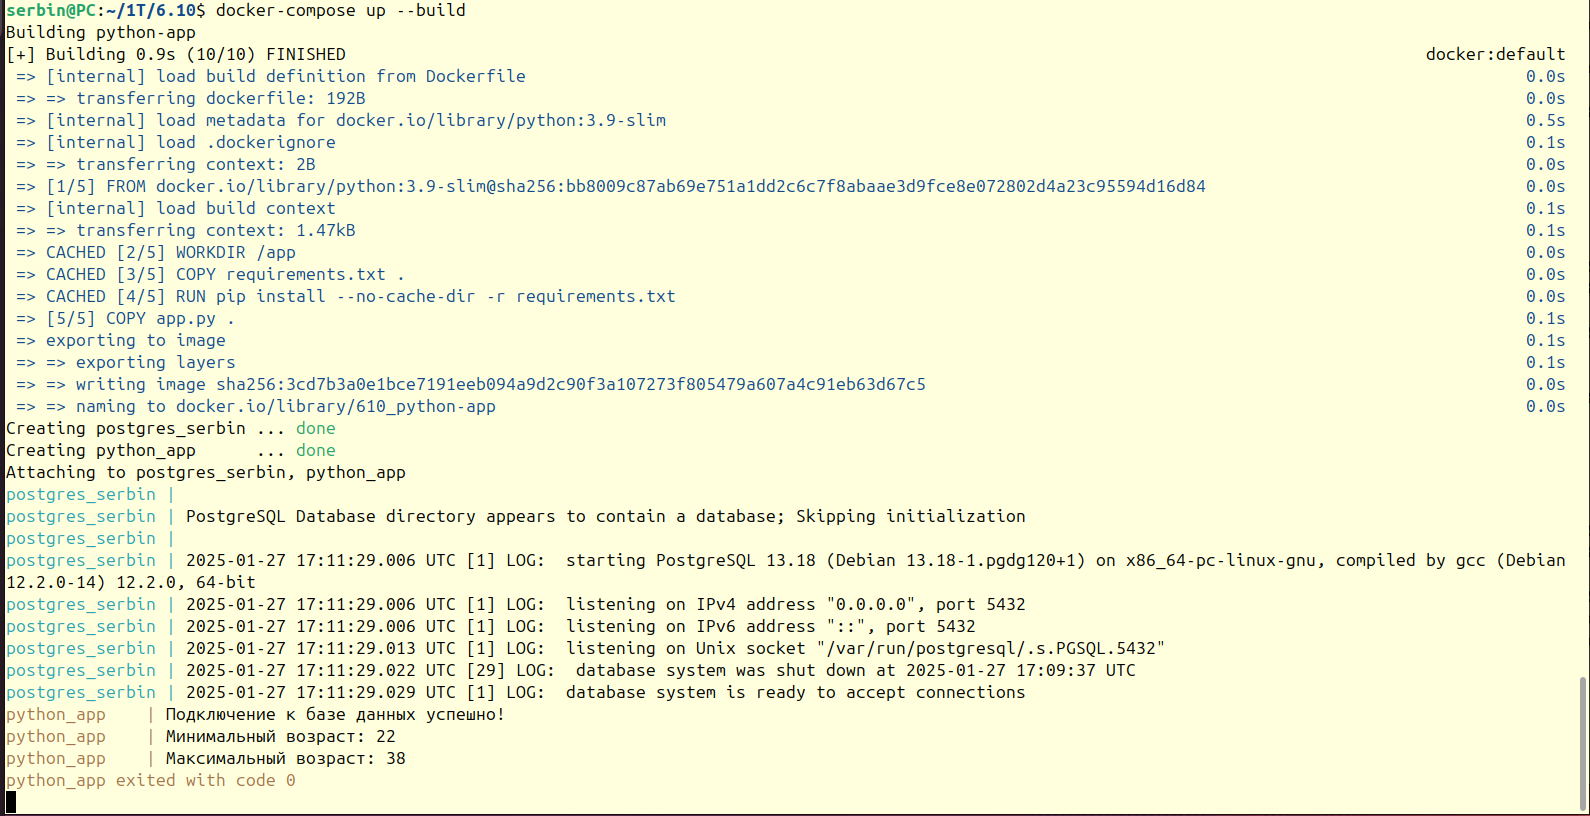 serbin@PC:~/1T/6.10$ docker-compose up --build
Building python-app
[+] Building 0.9s (10/10) FINISHED docker:default
=> [internal] load build definition from Dockerfile 0.0s
=> => transferring dockerfile: 192B 0.0s
=> [internal] load metadata for docker.io/library/python:3.9-slim 0.5s
=> [internal] load .dockerignore 0.1s
=> => transferring context: 2B 0.0s
=> [1/5] FROM docker.io/library/python:3.9-slim@sha256:bb8009c87ab69e751a1dd2c6c7f8abaae3d9fce8e072802d4a23c95594d16d84 0.0s
=> [internal] load build context 0.1s
=> => transferring context: 1.47kB 0.1s
=> CACHED [2/5] WORKDIR /app 0.0s
=> CACHED [3/5] COPY requirements.txt . 0.0s
=> CACHED [4/5] RUN pip install --no-cache-dir -r requirements.txt 0.0s
=> [5/5] COPY app.py . 0.1s
=> exporting to image 0.1s
=> => exporting layers 0.1s
=> => writing image sha256:3cd7b3a0e1bce7191eeb094a9d2c90f3a107273f805479a607a4c91eb63d67c5 0.0s
=> => naming to docker.io/library/610_python-app 0.0s
Creating postgres_serbin ... done
Creating python_app      ... done
Attaching to postgres_serbin, python_app
postgres_serbin |
postgres_serbin | PostgreSQL Database directory appears to contain a database; Skipping initialization
postgres_serbin |
postgres_serbin | 2025-01-27 17:11:29.006 UTC [1] LOG:  starting PostgreSQL 13.18 (Debian 13.18-1.pgdg120+1) on x86_64-pc-linux-gnu, compiled by gcc (Debian
12.2.0-14) 12.2.0, 64-bit
postgres_serbin | 2025-01-27 17:11:29.006 UTC [1] LOG:  listening on IPv4 address "0.0.0.0", port 5432
postgres_serbin | 2025-01-27 17:11:29.006 UTC [1] LOG:  listening on IPv6 address "::", port 5432
postgres_serbin | 2025-01-27 17:11:29.013 UTC [1] LOG:  listening on Unix socket "/var/run/postgresql/.s.PGSQL.5432"
postgres_serbin | 2025-01-27 17:11:29.022 UTC [29] LOG:  database system was shut down at 2025-01-27 17:09:37 UTC
postgres_serbin | 2025-01-27 17:11:29.029 UTC [1] LOG:  database system is ready to accept connections
python_app    | Подключение к базе данных успешно!
python_app    | Минимальный возраст: 22
python_app    | Максимальный возраст: 38
python_app exited with code 0